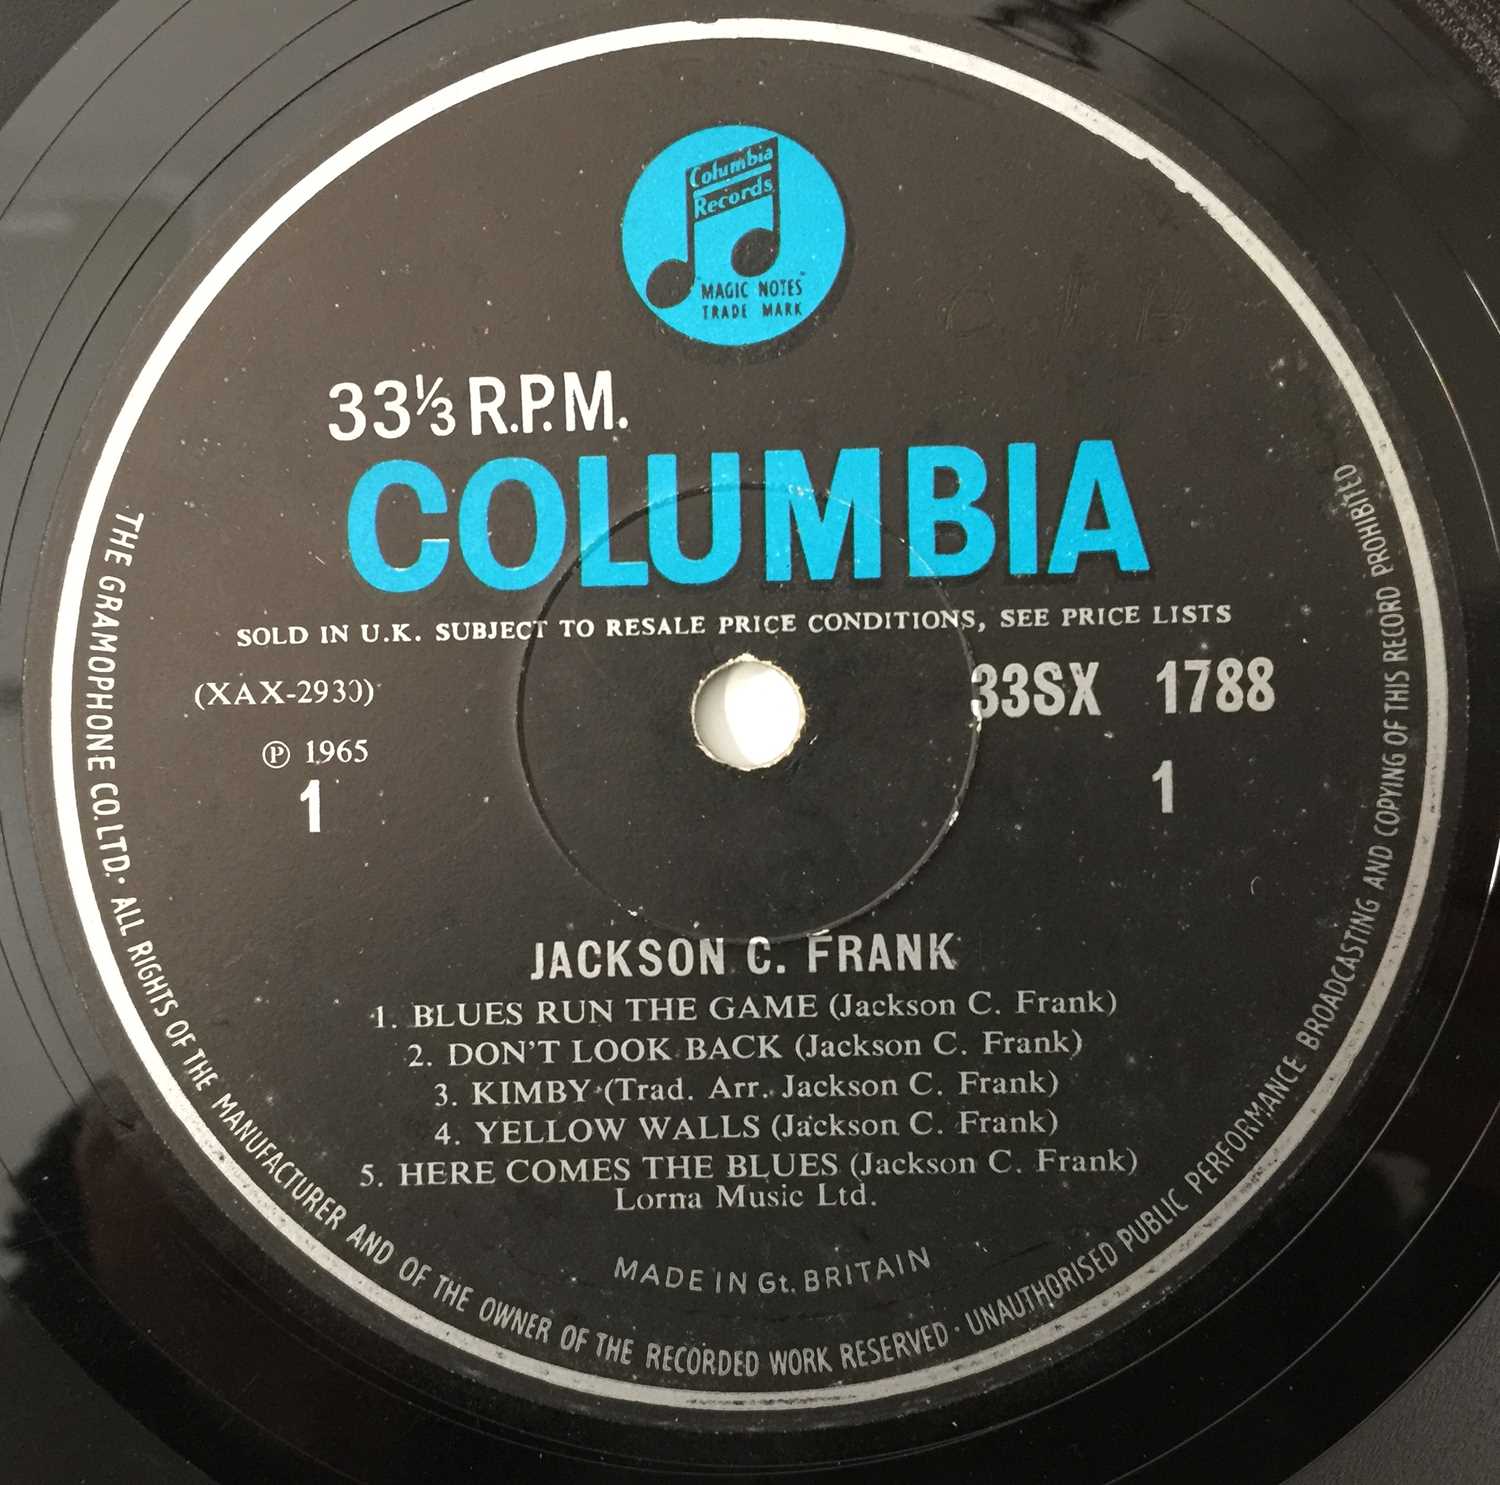 Columbia
Records
"MAGIC NOTES"
TRADE MARK
33⅓ R.P.M.
COLUMBIA
SOLD IN U.K. SUBJECT TO RESALE PRICE CONDITIONS, SEE PRICE LISTS
(XAX-2930)
33SX 1788
Ⓟ 1965
1
1
JACKSON C. FRANK
1. BLUES RUN THE GAME (Jackson C. Frank)
2. DON'T LOOK BACK (Jackson C. Frank)
3. KIMBY (Trad. Arr. Jackson C. Frank)
4. YELLOW WALLS (Jackson C. Frank)
5. HERE COMES THE BLUES (Jackson C. Frank)
Lorna Music Ltd.
MADE IN Gt. BRITAIN
THE GRAMOPHONE CO. LTD. · ALL RIGHTS OF THE MANUFACTURER AND OF THE OWNER OF THE RECORDED WORK RESERVED · UNAUTHORISED PUBLIC PERFORMANCE BROADCASTING AND COPYING OF THIS RECORD PROHIBITED